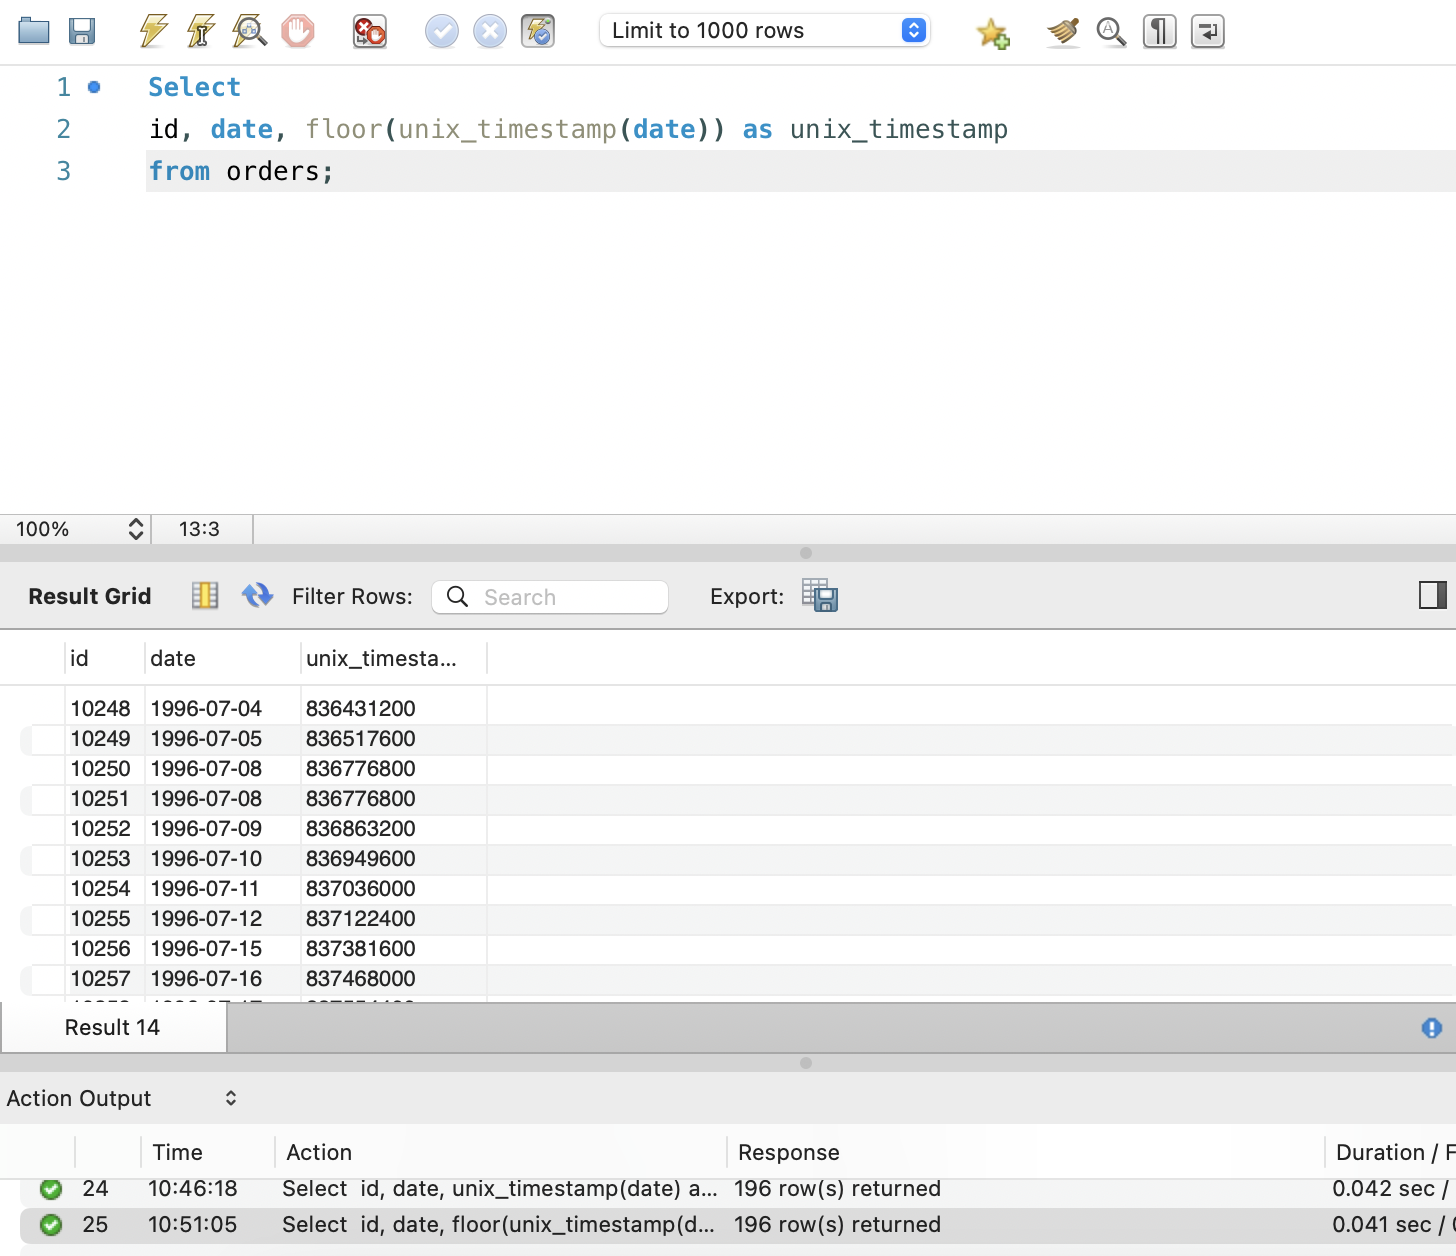 Limit to 1000 rows
1 Select
2 id, date, floor(unix_timestamp(date)) as unix_timestamp
3 from orders;
100% 13:3
Result Grid Filter Rows: Search Export:
id date unix_timesta...
10248 1996-07-04 836431200
10249 1996-07-05 836517600
10250 1996-07-08 836776800
10251 1996-07-08 836776800
10252 1996-07-09 836863200
10253 1996-07-10 836949600
10254 1996-07-11 837036000
10255 1996-07-12 837122400
10256 1996-07-15 837381600
10257 1996-07-16 837468000
Result 14
Action Output
Time Action Response Duration / F
24 10:46:18 Select id, date, unix_timestamp(date) a... 196 row(s) returned 0.042 sec /
25 10:51:05 Select id, date, floor(unix_timestamp(d... 196 row(s) returned 0.041 sec /